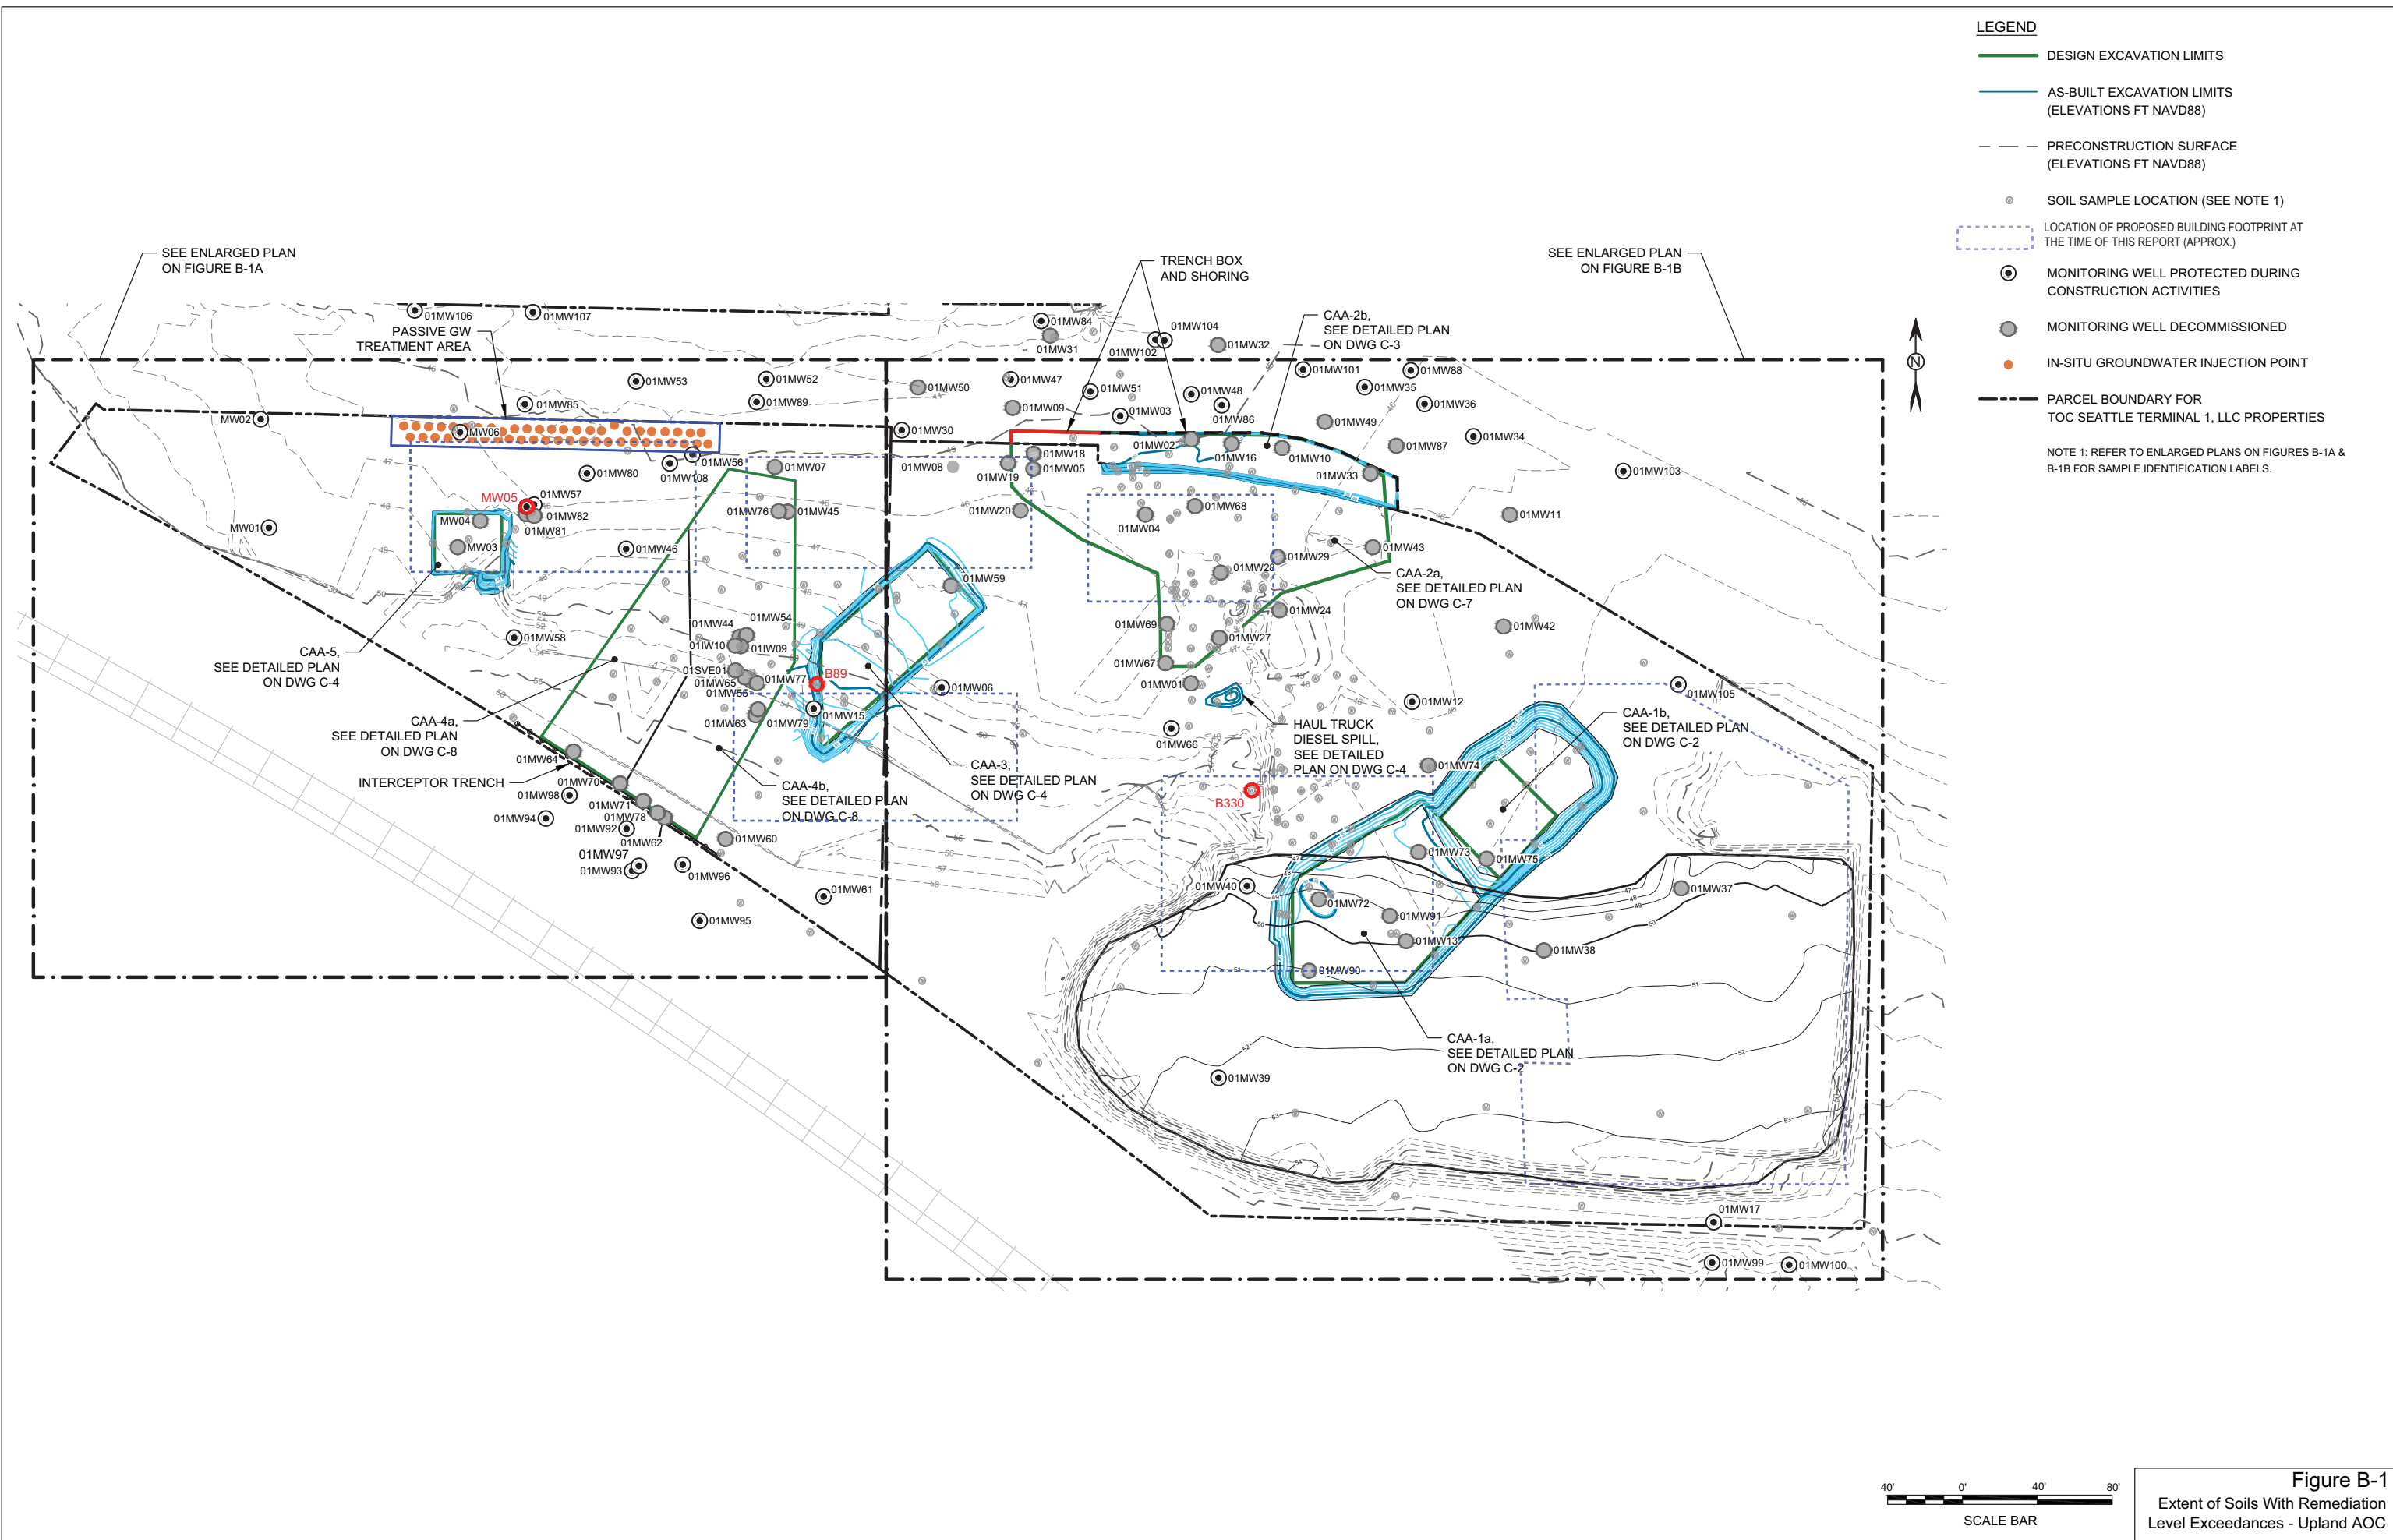 LEGEND
DESIGN EXCAVATION LIMITS
AS-BUILT EXCAVATION LIMITS
(ELEVATIONS FT NAVD88)
PRECONSTRUCTION SURFACE
(ELEVATIONS FT NAVD88)
SOIL SAMPLE LOCATION (SEE NOTE 1)
LOCATION OF PROPOSED BUILDING FOOTPRINT AT
THE TIME OF THIS REPORT (APPROX.)
MONITORING WELL PROTECTED DURING
CONSTRUCTION ACTIVITIES
MONITORING WELL DECOMMISSIONED
IN-SITU GROUNDWATER INJECTION POINT
PARCEL BOUNDARY FOR
TOC SEATTLE TERMINAL 1, LLC PROPERTIES
NOTE 1: REFER TO ENLARGED PLANS ON FIGURES B-1A &
B-1B FOR SAMPLE IDENTIFICATION LABELS.
N
SEE ENLARGED PLAN
ON FIGURE B-1A
TRENCH BOX
AND SHORING
SEE ENLARGED PLAN
ON FIGURE B-1B
CAA-2b,
SEE DETAILED PLAN
ON DWG C-3
PASSIVE GW
TREATMENT AREA
01MW106
01MW107
01MW84
01MW31
01MW104
01MW102
01MW32
01MW53
01MW52
01MW50
01MW47
01MW51
01MW48
01MW101
01MW88
01MW35
01MW36
MW02
01MW85
01MW89
01MW09
01MW03
01MW86
01MW49
MW06
01MW30
01MW02
01MW16
01MW10
01MW87
01MW34
01MW80
01MW56
01MW108
01MW07
01MW08
01MW18
01MW05
01MW19
01MW33
01MW103
MW05
01MW57
01MW82
01MW81
MW04
MW03
MW01
01MW76
01MW45
01MW20
01MW04
01MW68
01MW11
01MW46
01MW59
01MW29
01MW28
01MW43
CAA-2a,
SEE DETAILED PLAN
ON DWG C-7
01MW24
01MW58
01MW44
01MW54
01IW10
01IW09
01MW69
01MW27
01MW42
CAA-5,
SEE DETAILED PLAN
ON DWG C-4
01SVE01
01MW65
01MW55
01MW77
B89
01MW06
01MW67
01MW01
01MW105
01MW63
01MW79
01MW15
01MW12
CAA-4a,
SEE DETAILED PLAN
ON DWG C-8
01MW66
HAUL TRUCK
DIESEL SPILL,
SEE DETAILED
PLAN ON DWG C-4
CAA-1b,
SEE DETAILED PLAN
ON DWG C-2
01MW64
INTERCEPTOR TRENCH
01MW70
01MW98
01MW71
01MW94
01MW78
01MW92
01MW62
CAA-4b,
SEE DETAILED PLAN
ON DWG C-8
CAA-3,
SEE DETAILED PLAN
ON DWG C-4
01MW74
B330
01MW60
01MW97
01MW93
01MW96
01MW61
01MW95
01MW73
01MW75
01MW40
01MW72
01MW91
01MW13
01MW37
01MW38
01MW90
CAA-1a,
SEE DETAILED PLAN
ON DWG C-2
01MW39
01MW17
01MW99
01MW100
40'
0'
40'
80'
SCALE BAR
Figure B-1
Extent of Soils With Remediation
Level Exceedances - Upland AOC